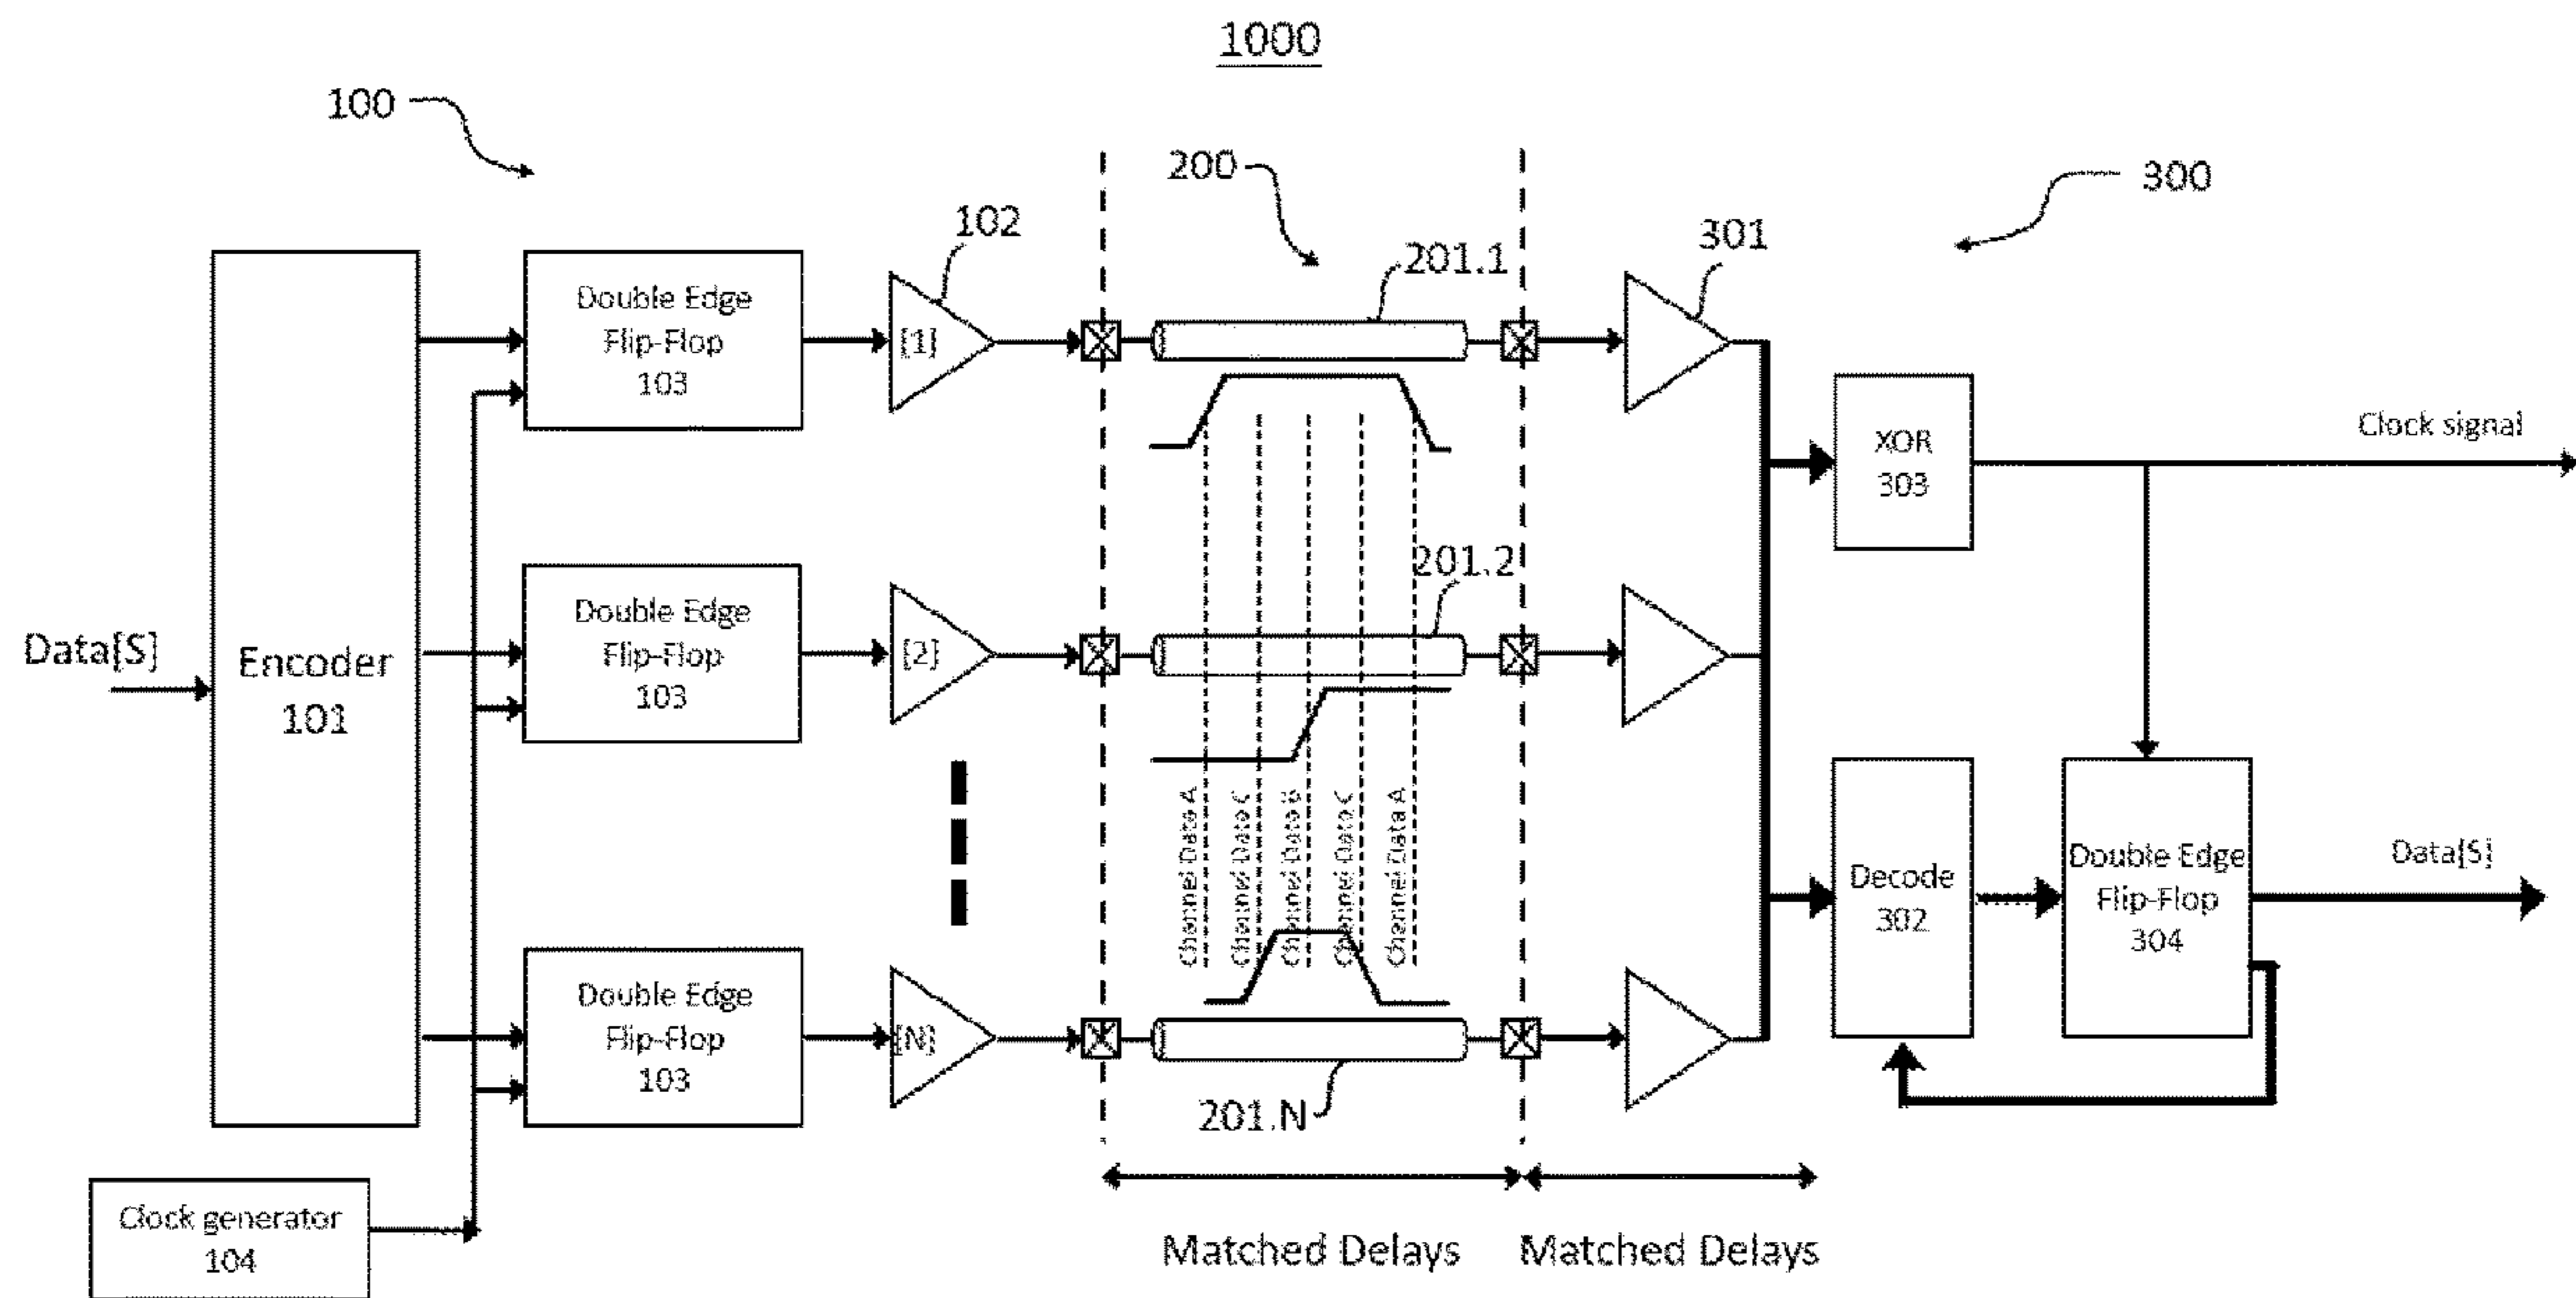 1000
100
200
300
102
301
201.1
Double Edge
Flip-Flop
103
[1]
XOR
303
Clock signal
201.2
Double Edge
Flip-Flop
103
[2]
Data[S]
Encoder
101
Channel Data A
Channel Data C
Channel Data B
Channel Data C
Channel Data A
Decode
302
Double Edge
Flip-Flop
304
Data[S]
Double Edge
Flip-Flop
103
[N]
201.N
Clock generator
104
Matched Delays
Matched Delays